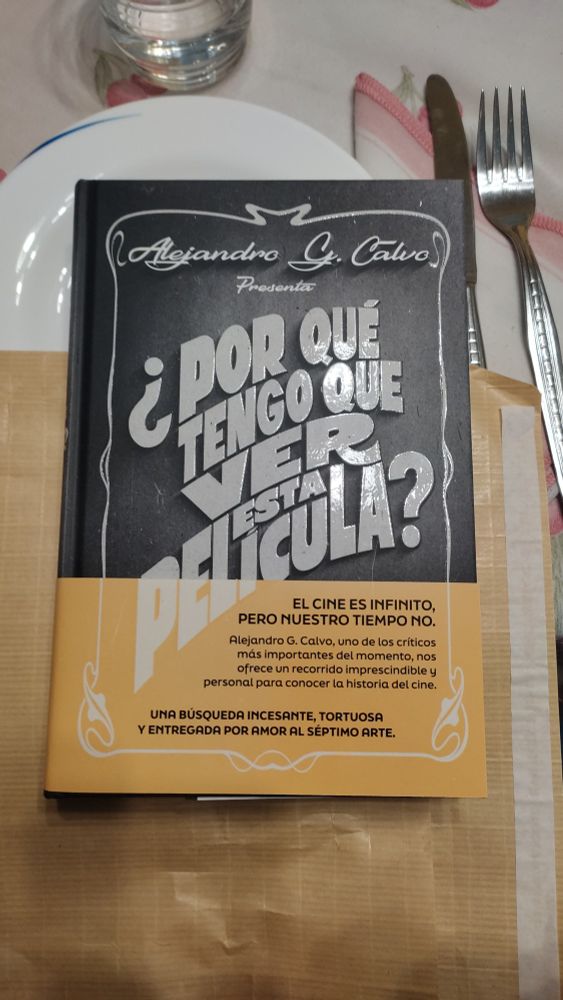 Alejandro G. Calvo
Presenta
¿POR QUÉ
TENGO QUE
VER
ESTA
PELÍCULA?
EL CINE ES INFINITO,
PERO NUESTRO TIEMPO NO.
Alejandro G. Calvo, uno de los críticos
más importantes del momento, nos
ofrece un recorrido imprescindible y
personal para conocer la historia del cine.
UNA BÚSQUEDA INCESANTE, TORTUOSA
Y ENTREGADA POR AMOR AL SÉPTIMO ARTE.